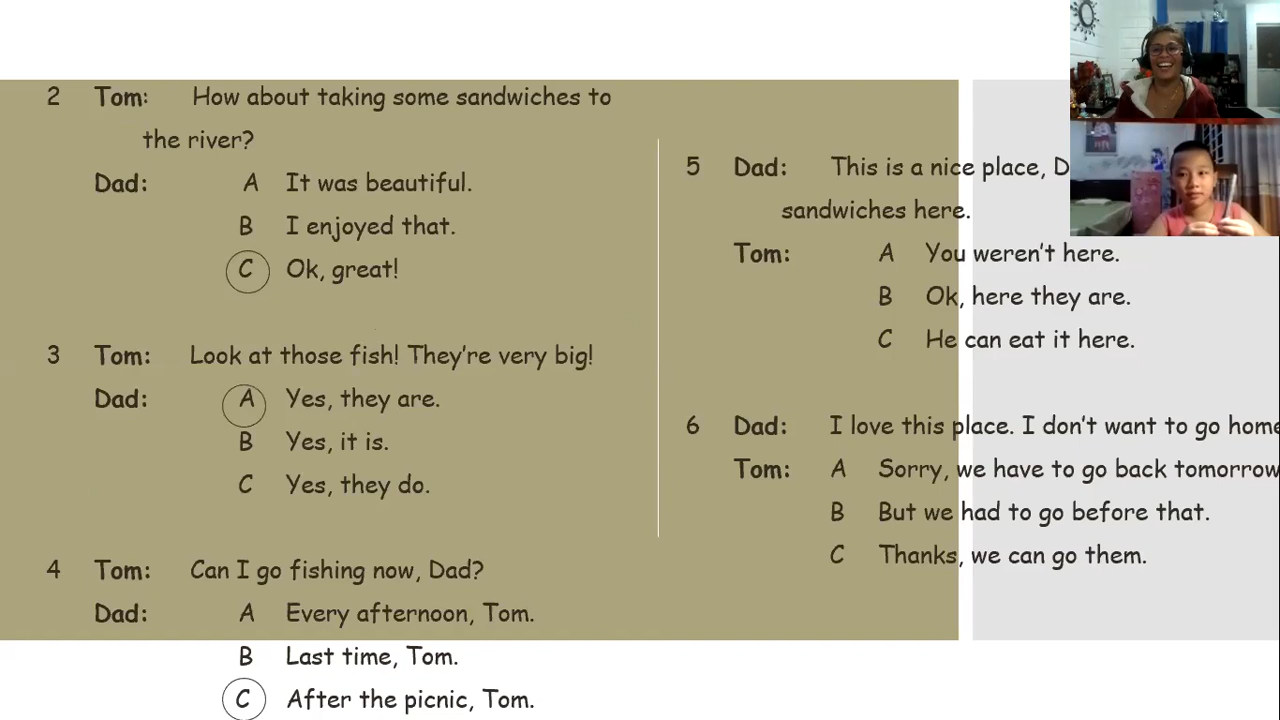 2 Tom: How about taking some sandwiches to
the river?
Dad: A It was beautiful.
B I enjoyed that.
C Ok, great!
3 Tom: Look at those fish! They're very big!
Dad: A Yes, they are.
B Yes, it is.
C Yes, they do.
4 Tom: Can I go fishing now, Dad?
Dad: A Every afternoon, Tom.
B Last time, Tom.
C After the picnic, Tom.
5 Dad: This is a nice place,
sandwiches here.
Tom: A You weren't here.
B Ok, here they are.
C He can eat it here.
6 Dad: I love this place. I don't want to go home
Tom: A Sorry, we have to go back tomorrow
B But we had to go before that.
C Thanks, we can go them.